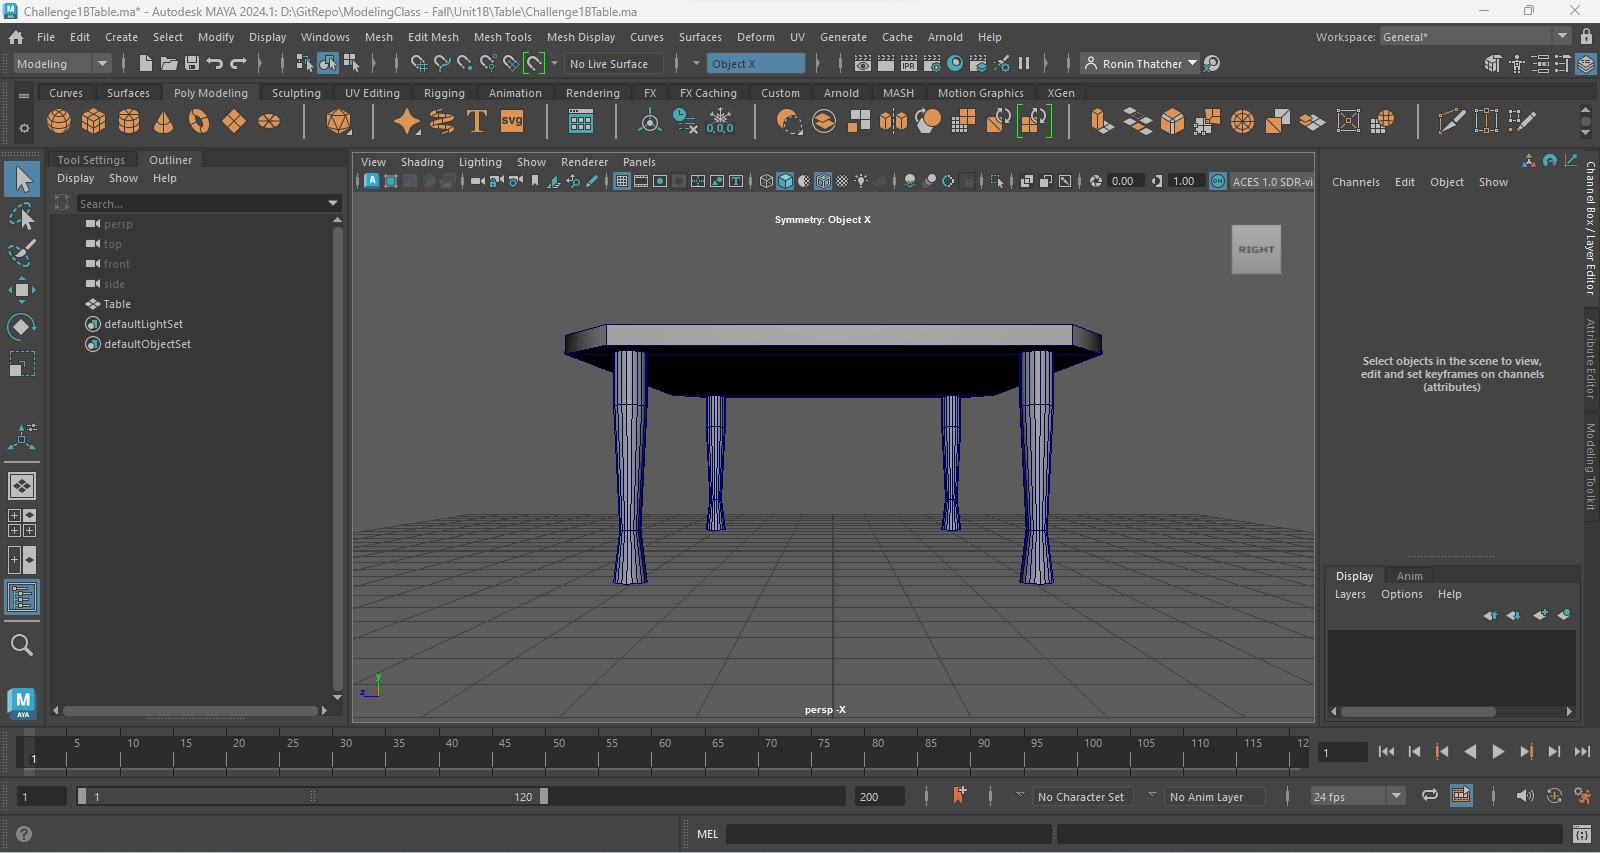 Challenge1BTable.ma* - Autodesk MAYA 2024.1: D:\GitRepo\ModelingClass - Fall\Unit1B\Table\Challenge1BTable.ma
File Edit Create Select Modify Display Windows Mesh Edit Mesh Mesh Tools Mesh Display Curves Surfaces Deform UV Generate Cache Arnold Help Workspace: General*
Modeling No Live Surface Object X IPR Ronin Thatcher
Curves Surfaces Poly Modeling Sculpting UV Editing Rigging Animation Rendering FX FX Caching Custom Arnold MASH Motion Graphics XGen
T SVG 0,0,0
Tool Settings Outliner
Display Show Help
Search...
persp
top
front
side
Table
defaultLightSet
defaultObjectSet
View Shading Lighting Show Renderer Panels
A T 0.00 1.00 ON ACES 1.0 SDR-vi
Symmetry: Object X
RIGHT
y
z
persp -X
Channels Edit Object Show
Select objects in the scene to view,
edit and set keyframes on channels
(attributes)
Channel Box / Layer Editor
Attribute Editor
Modeling Toolkit
Display Anim
Layers Options Help
M
AYA
5 10 15 20 25 30 35 40 45 50 55 60 65 70 75 80 85 90 95 100 105 110 115 12
1
1
1 1 120 200 No Character Set No Anim Layer 24 fps
MEL